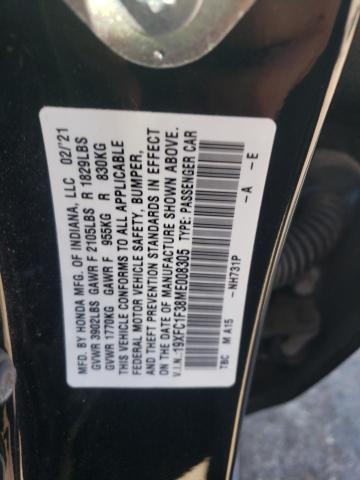 MFD. BY HONDA MFG. OF INDIANA, LLC 02/'21
GVWR 3902LBS GAWR F 2105LBS R 1829LBS
GVWR 1770KG GAWR F 955KG R 830KG
THIS VEHICLE CONFORMS TO ALL APPLICABLE
FEDERAL MOTOR VEHICLE SAFETY, BUMPER,
AND THEFT PREVENTION STANDARDS IN EFFECT
ON THE DATE OF MANUFACTURE SHOWN ABOVE.
V.I.N.:19XFC1F38ME008305 TYPE: PASSENGER CAR
TBC M A15 -NH731P -A -E